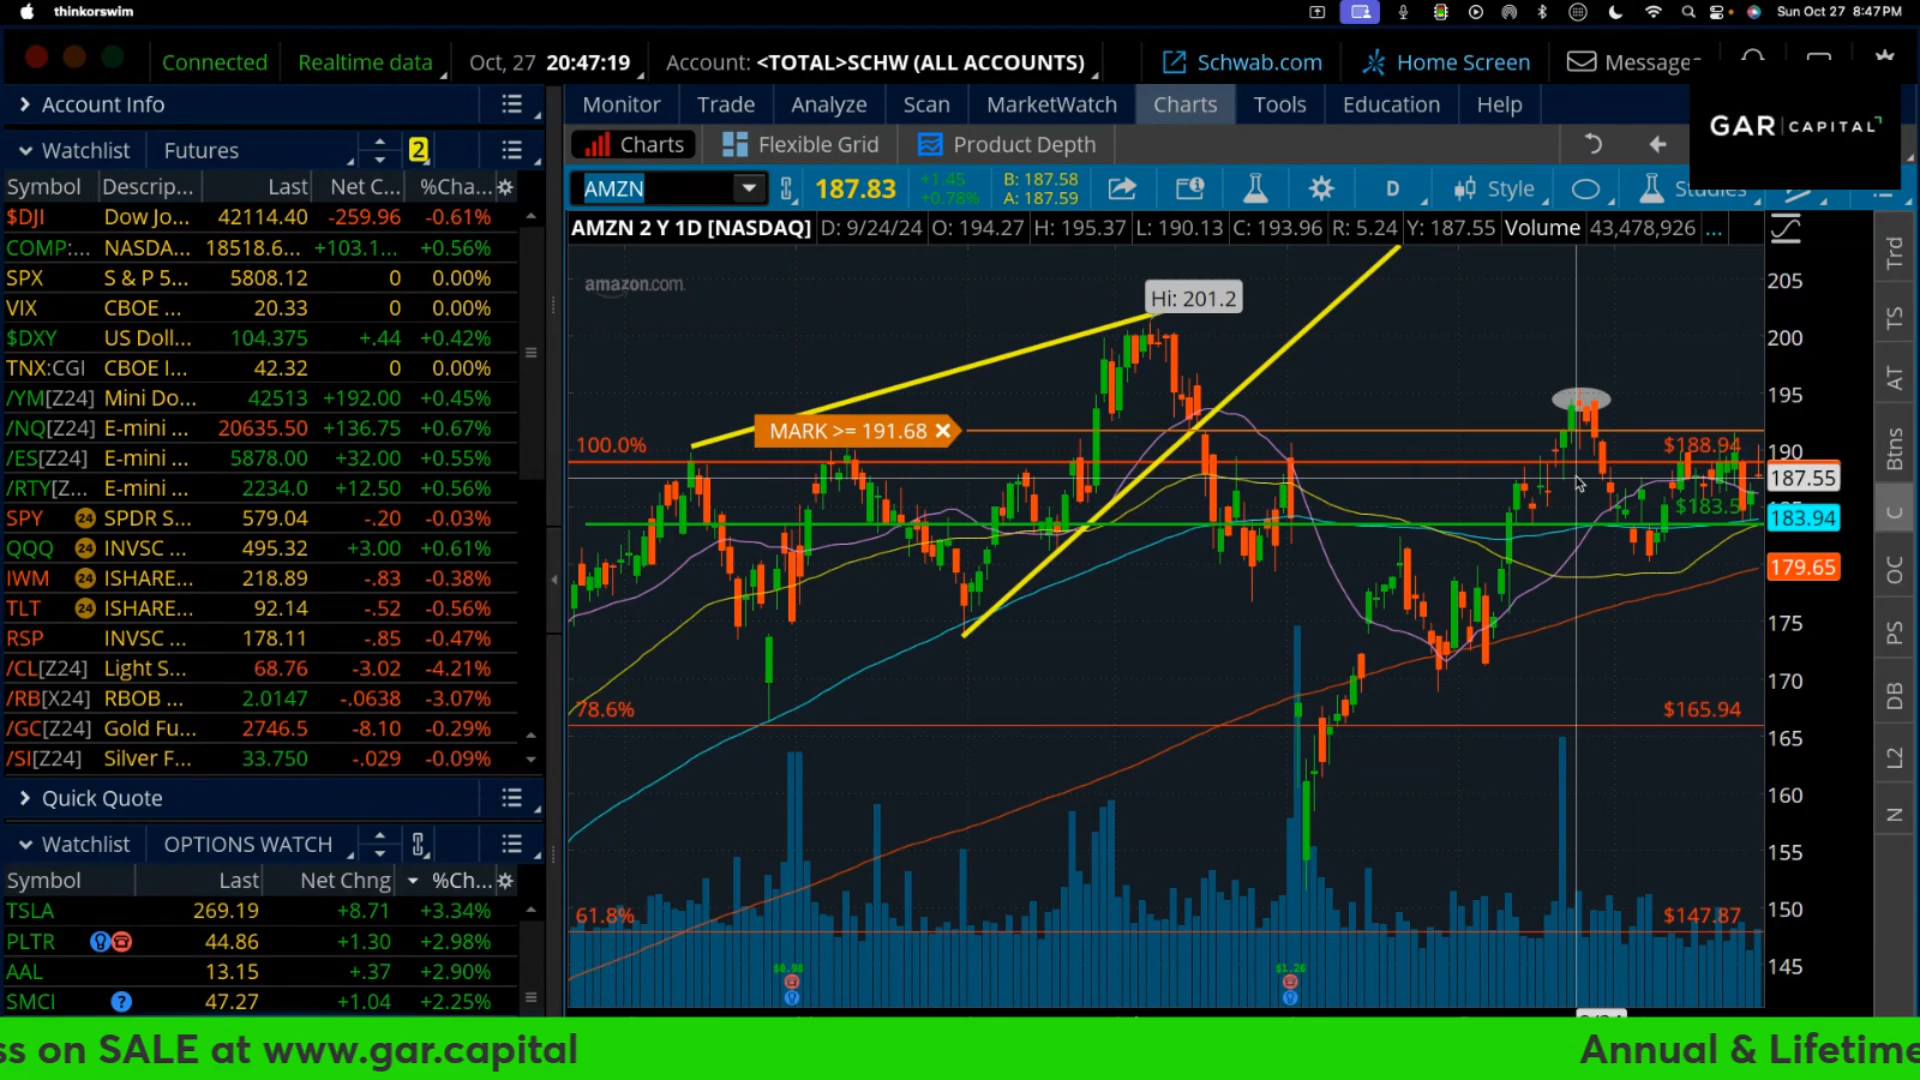 thinkorswim
Sun Oct 27 8:47PM
Connected
Realtime data
Oct, 27 20:47:19
Account: <TOTAL>SCHW (ALL ACCOUNTS)
Schwab.com
Home Screen
Account Info
Monitor Trade Analyze Scan MarketWatch Charts Tools Education Help
GAR | CAPITAL
Watchlist Futures 2
Charts Flexible Grid Product Depth
Symbol Descrip... Last Net C... %Cha...
AMZN 187.83 +1.45 +0.78% B: 187.58 A: 187.59 D Style
AMZN 2 Y 1D [NASDAQ] D: 9/24/24 O: 194.27 H: 195.37 L: 190.13 C: 193.96 R: 5.24 Y: 187.55 Volume 43,478,926 ...
$DJI Dow Jo... 42114.40 -259.96 -0.61%
COMP:... NASDA... 18518.6... +103.1... +0.56%
SPX S & P 5... 5808.12 0 0.00%
VIX CBOE ... 20.33 0 0.00%
$DXY US Doll... 104.375 +.44 +0.42%
TNX:CGI CBOE I... 42.32 0 0.00%
/YM[Z24] Mini Do... 42513 +192.00 +0.45%
/NQ[Z24] E-mini ... 20635.50 +136.75 +0.67%
/ES[Z24] E-mini ... 5878.00 +32.00 +0.55%
/RTY[Z... E-mini ... 2234.0 +12.50 +0.56%
SPY 24 SPDR S... 579.04 -.20 -0.03%
QQQ 24 INVSC ... 495.32 +3.00 +0.61%
IWM 24 ISHARE... 218.89 -.83 -0.38%
TLT 24 ISHARE... 92.14 -.52 -0.56%
RSP INVSC ... 178.11 -.85 -0.47%
/CL[Z24] Light S... 68.76 -3.02 -4.21%
/RB[X24] RBOB ... 2.0147 -.0638 -3.07%
/GC[Z24] Gold Fu... 2746.5 -8.10 -0.29%
/SI[Z24] Silver F... 33.750 -.029 -0.09%
Quick Quote
Watchlist OPTIONS WATCH
Symbol Last Net Chng %Ch...
TSLA 269.19 +8.71 +3.34%
PLTR 44.86 +1.30 +2.98%
AAL 13.15 +.37 +2.90%
SMCI ? 47.27 +1.04 +2.25%
amazon.com.
Hi: 201.2
MARK >= 191.68
100.0%
$188.94
78.6%
$165.94
61.8%
$147.87
$0.98
$1.26
205
200
195
190
187.55
183.94
179.65
175
170
165
160
155
150
145
Trd
TS
AT
Btns
C
OC
PS
DB
L2
N
ss on SALE at www.gar.capital
Annual & Lifetime